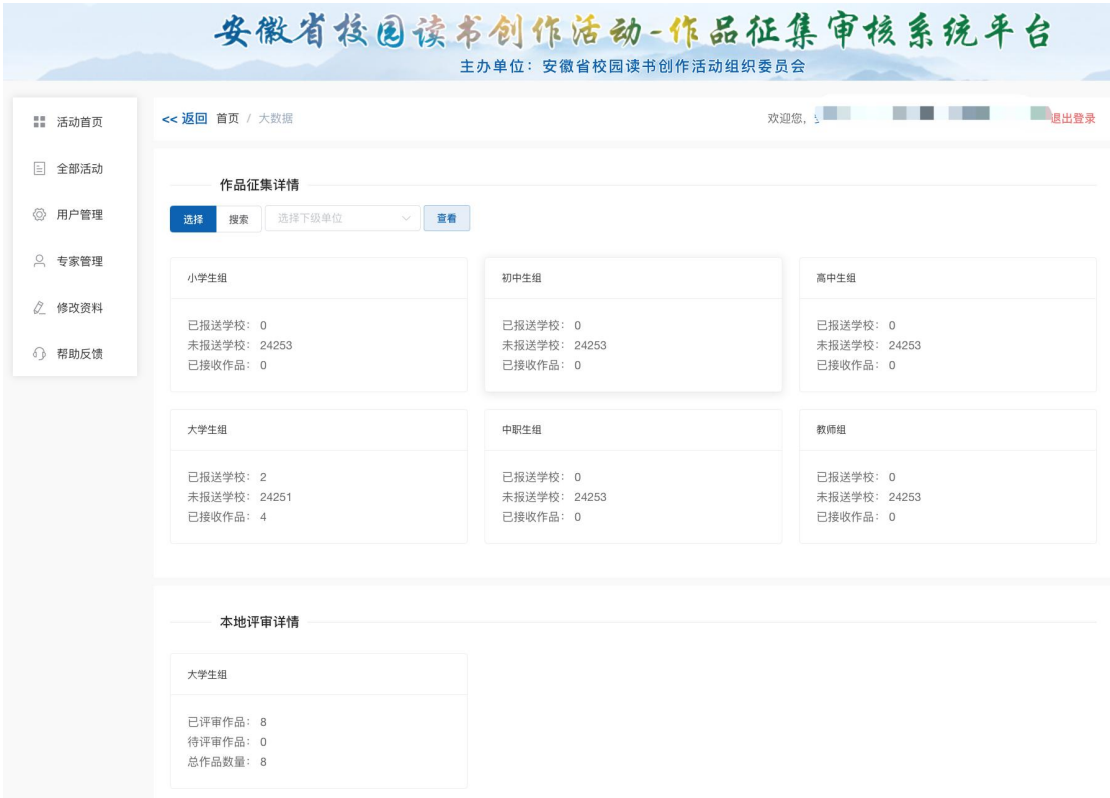 安徽省校园读书创作活动-作品征集审核系统平台
主办单位：安徽省校园读书创作活动组织委员会
活动首页
全部活动
用户管理
专家管理
修改资料
帮助反馈
<< 返回 首页 / 大数据
欢迎您,
退出登录
作品征集详情
选择 搜索 选择下级单位 查看
小学生组
已报送学校： 0
未报送学校： 24253
已接收作品： 0
初中生组
已报送学校： 0
未报送学校： 24253
已接收作品： 0
高中生组
已报送学校： 0
未报送学校： 24253
已接收作品： 0
大学生组
已报送学校： 2
未报送学校： 24251
已接收作品： 4
中职生组
已报送学校： 0
未报送学校： 24253
已接收作品： 0
教师组
已报送学校： 0
未报送学校： 24253
已接收作品： 0
本地评审详情
大学生组
已评审作品： 8
待评审作品： 0
总作品数量： 8